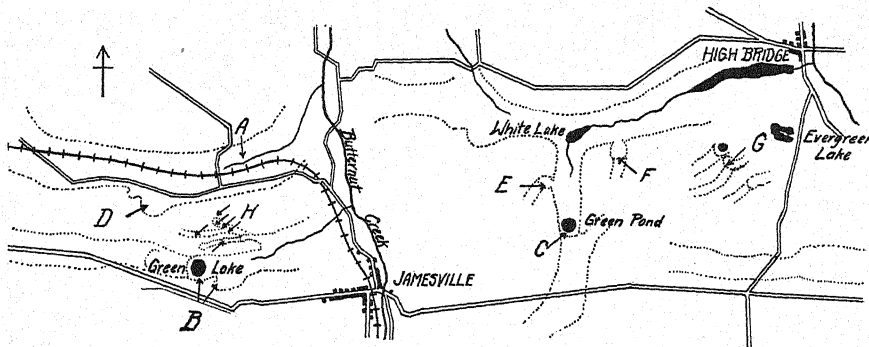 HIGH BRIDGE
A
White Lake
G
Evergreen
Lake
Butternut
Creek
E
F
D
H
Green Pond
C
Green Lake
JAMESVILLE
B